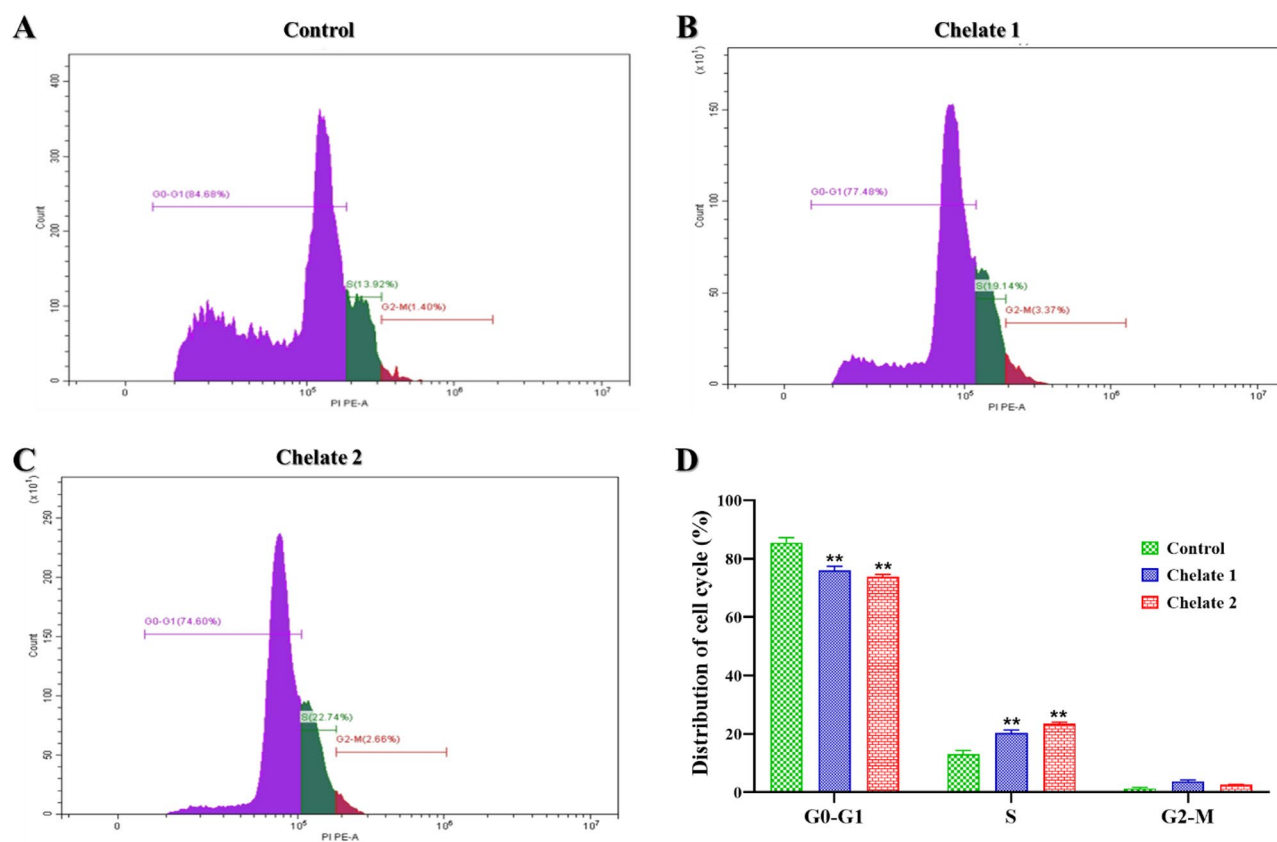 A
Control
400
300
200
100
0
Count
G0-G1(84.68%)
S(13.92%)
G2-M(1.40%)
0
10⁵
10⁶
10⁷
PI PE-A
B
Chelate 1
(x10¹)
150
100
50
0
Count
G0-G1(77.48%)
S(19.14%)
G2-M(3.37%)
0
10⁵
10⁶
10⁷
PI PE-A
C
Chelate 2
(x10¹)
250
200
150
100
50
0
Count
G0-G1(74.60%)
S(22.74%)
G2-M(2.66%)
0
10⁵
10⁶
10⁷
PI PE-A
D
Distribution of cell cycle (%)
100
80
60
40
20
0
** **
** **
Control
Chelate 1
Chelate 2
G0-G1 S G2-M